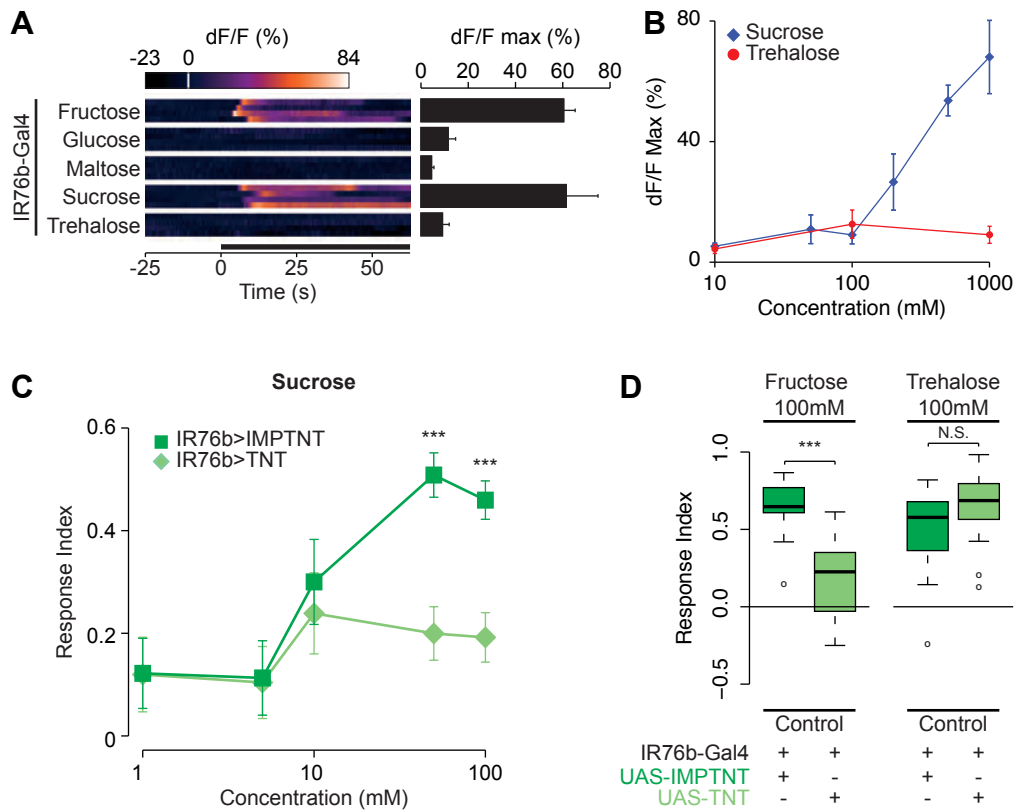 A
dF/F (%)
-23 0 84
dF/F max (%)
0 20 40 60 80
IR76b-Gal4
Fructose
Glucose
Maltose
Sucrose
Trehalose
-25 0 25 50
Time (s)
B
Sucrose
Trehalose
dF/F Max (%)
80
40
0
10 100 1000
Concentration (mM)
C
Sucrose
IR76b>IMPTNT
IR76b>TNT
*** ***
Response Index
0.6
0.4
0.2
0
1 10 100
Concentration (mM)
D
Fructose Trehalose
100mM 100mM
*** N.S.
Response Index
1.0
0.5
0.0
−0.5
Control Control
IR76b-Gal4 + + + +
UAS-IMPTNT + - + -
UAS-TNT - + - +